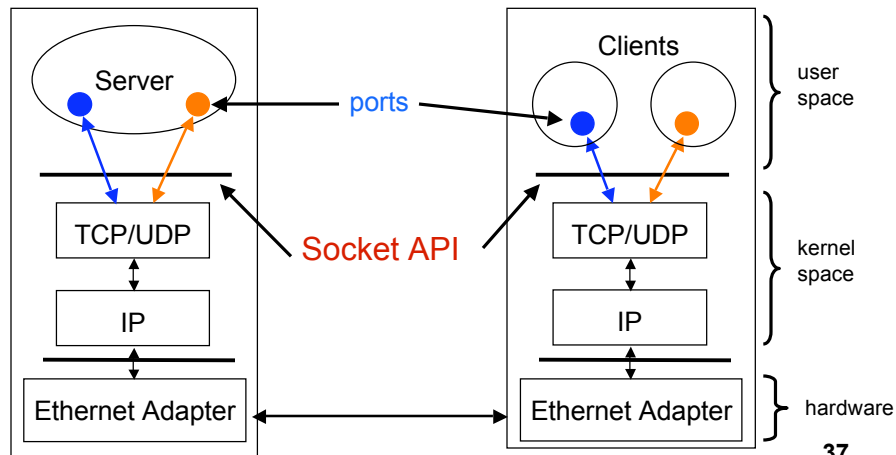 Clients
Server
user
space
ports
TCP/UDP
TCP/UDP
Socket API
kernel
space
IP
IP
Ethernet Adapter
Ethernet Adapter
hardware
37